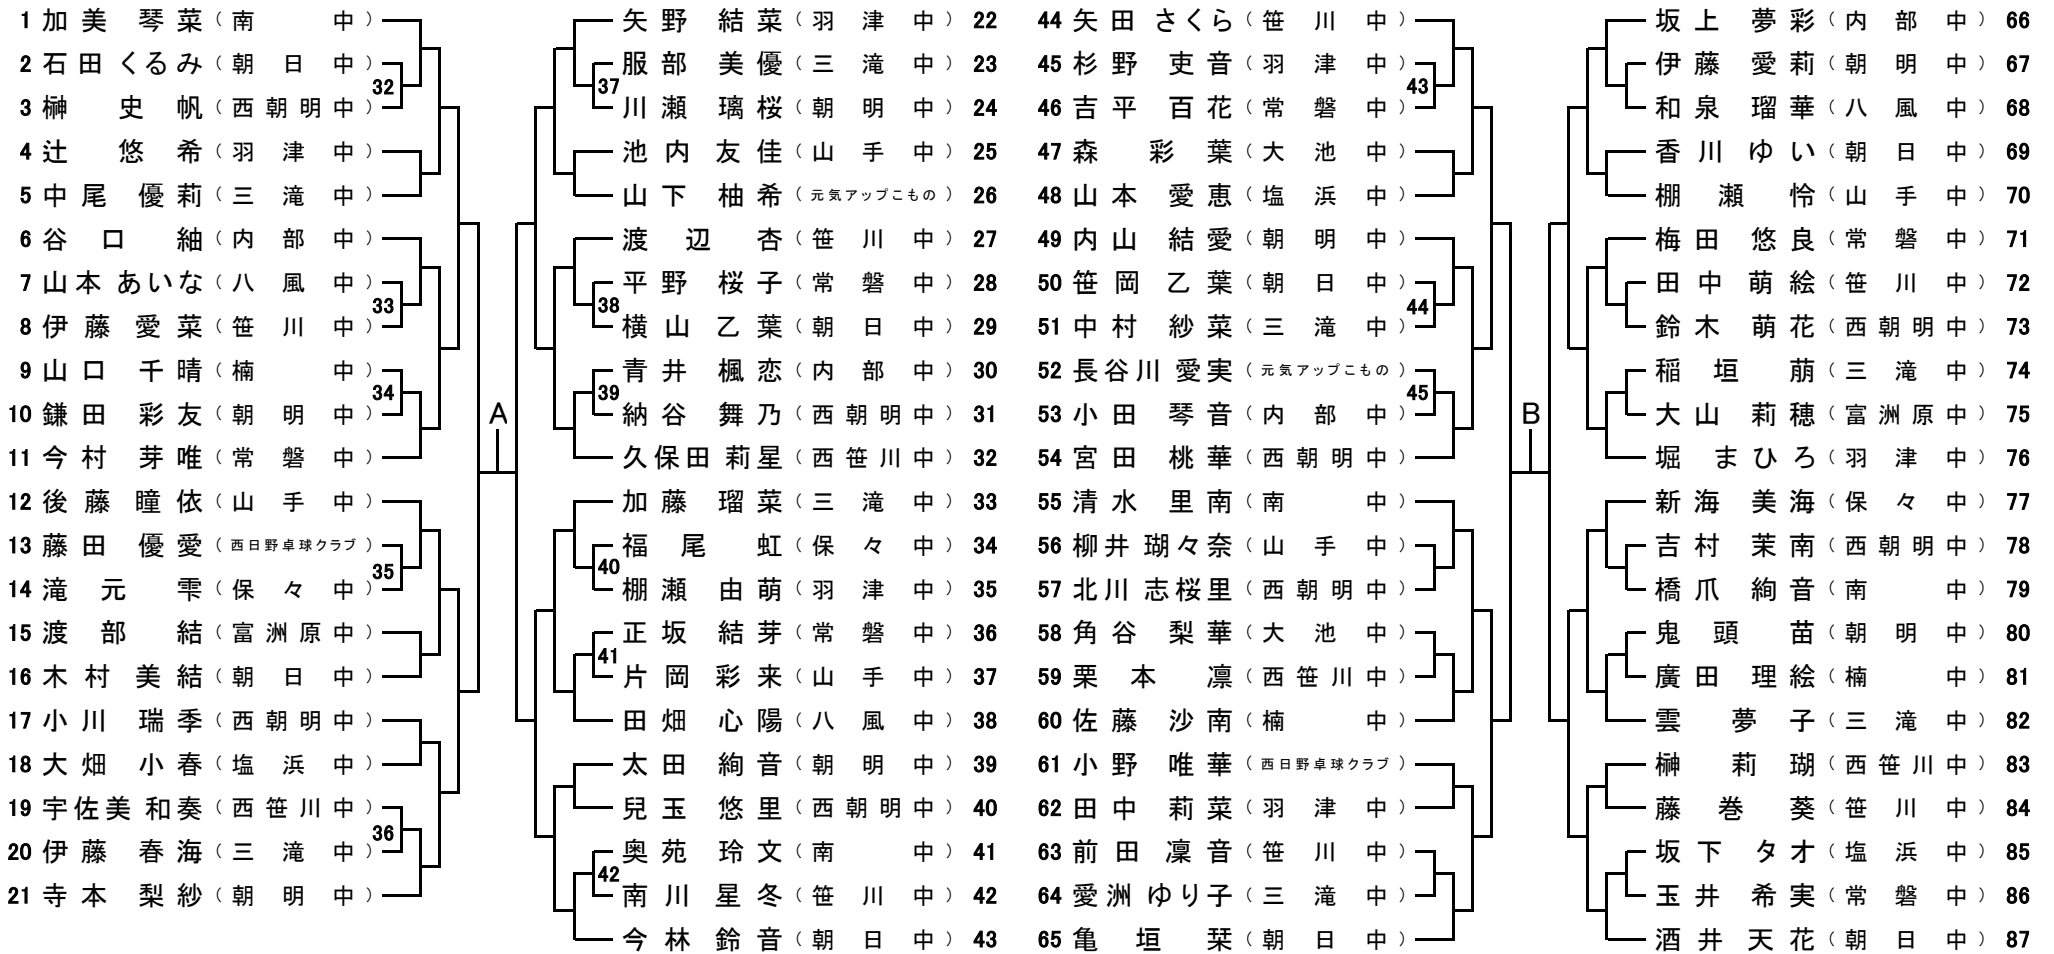 1 加美 琴菜（南中）
2 石田 くるみ（朝日中）
3 榊 史帆（西朝明中）
4 辻 悠希（羽津中）
5 中尾 優莉（三滝中）
6 谷口 紬（内部中）
7 山本 あいな（八風中）
8 伊藤 愛菜（笹川中）
9 山口 千晴（楠中）
10 鎌田 彩友（朝明中）
11 今村 芽唯（常磐中）
12 後藤 瞳依（山手中）
13 藤田 優愛（西日野卓球クラブ）
14 滝元 雫（保々中）
15 渡部 結（富洲原中）
16 木村 美結（朝日中）
17 小川 瑞季（西朝明中）
18 大畑 小春（塩浜中）
19 宇佐美 和奏（西笹川中）
20 伊藤 春海（三滝中）
21 寺本 梨紗（朝明中）
32
33
34
35
36
A
矢野 結菜（羽津中）22
服部 美優（三滝中）23
川瀬 璃桜（朝明中）24
池内 友佳（山手中）25
山下 柚希（元気アップこもの）26
渡辺 杏（笹川中）27
平野 桜子（常磐中）28
横山 乙葉（朝日中）29
青井 楓恋（内部中）30
納谷 舞乃（西朝明中）31
久保田 莉星（西笹川中）32
加藤 瑠菜（三滝中）33
福尾 虹（保々中）34
棚瀬 由萌（羽津中）35
正坂 結芽（常磐中）36
片岡 彩来（山手中）37
田畑 心陽（八風中）38
太田 絢音（朝明中）39
兒玉 悠里（西朝明中）40
奥苑 玲文（南中）41
南川 星冬（笹川中）42
今林 鈴音（朝日中）43
37
38
39
40
41
42
44 矢田 さくら（笹川中）
45 杉野 吏音（羽津中）
46 吉平 百花（常磐中）
47 森 彩葉（大池中）
48 山本 愛恵（塩浜中）
49 内山 結愛（朝明中）
50 笹岡 乙葉（朝日中）
51 中村 紗菜（三滝中）
52 長谷川 愛実（元気アップこもの）
53 小田 琴音（内部中）
54 宮田 桃華（西朝明中）
55 清水 里南（南中）
56 柳井 瑚々奈（山手中）
57 北川 志桜里（西朝明中）
58 角谷 梨華（大池中）
59 栗本 凛（西笹川中）
60 佐藤 沙南（楠中）
61 小野 唯華（西日野卓球クラブ）
62 田中 莉菜（羽津中）
63 前田 凜音（笹川中）
64 愛洲 ゆり子（三滝中）
65 亀垣 栞（朝日中）
43
44
45
B
坂上 夢彩（内部中）66
伊藤 愛莉（朝明中）67
和泉 瑠華（八風中）68
香川 ゆい（朝日中）69
棚瀬 怜（山手中）70
梅田 悠良（常磐中）71
田中 萌絵（笹川中）72
鈴木 萌花（西朝明中）73
稲垣 萠（三滝中）74
大山 莉穂（富洲原中）75
堀 まひろ（羽津中）76
新海 美海（保々中）77
吉村 茉南（西朝明中）78
橋爪 絢音（南中）79
鬼頭 苗（朝明中）80
廣田 理絵（楠中）81
雲 夢子（三滝中）82
榊 莉瑚（西笹川中）83
藤巻 葵（笹川中）84
坂下 タオ（塩浜中）85
玉井 希実（常磐中）86
酒井 天花（朝日中）87